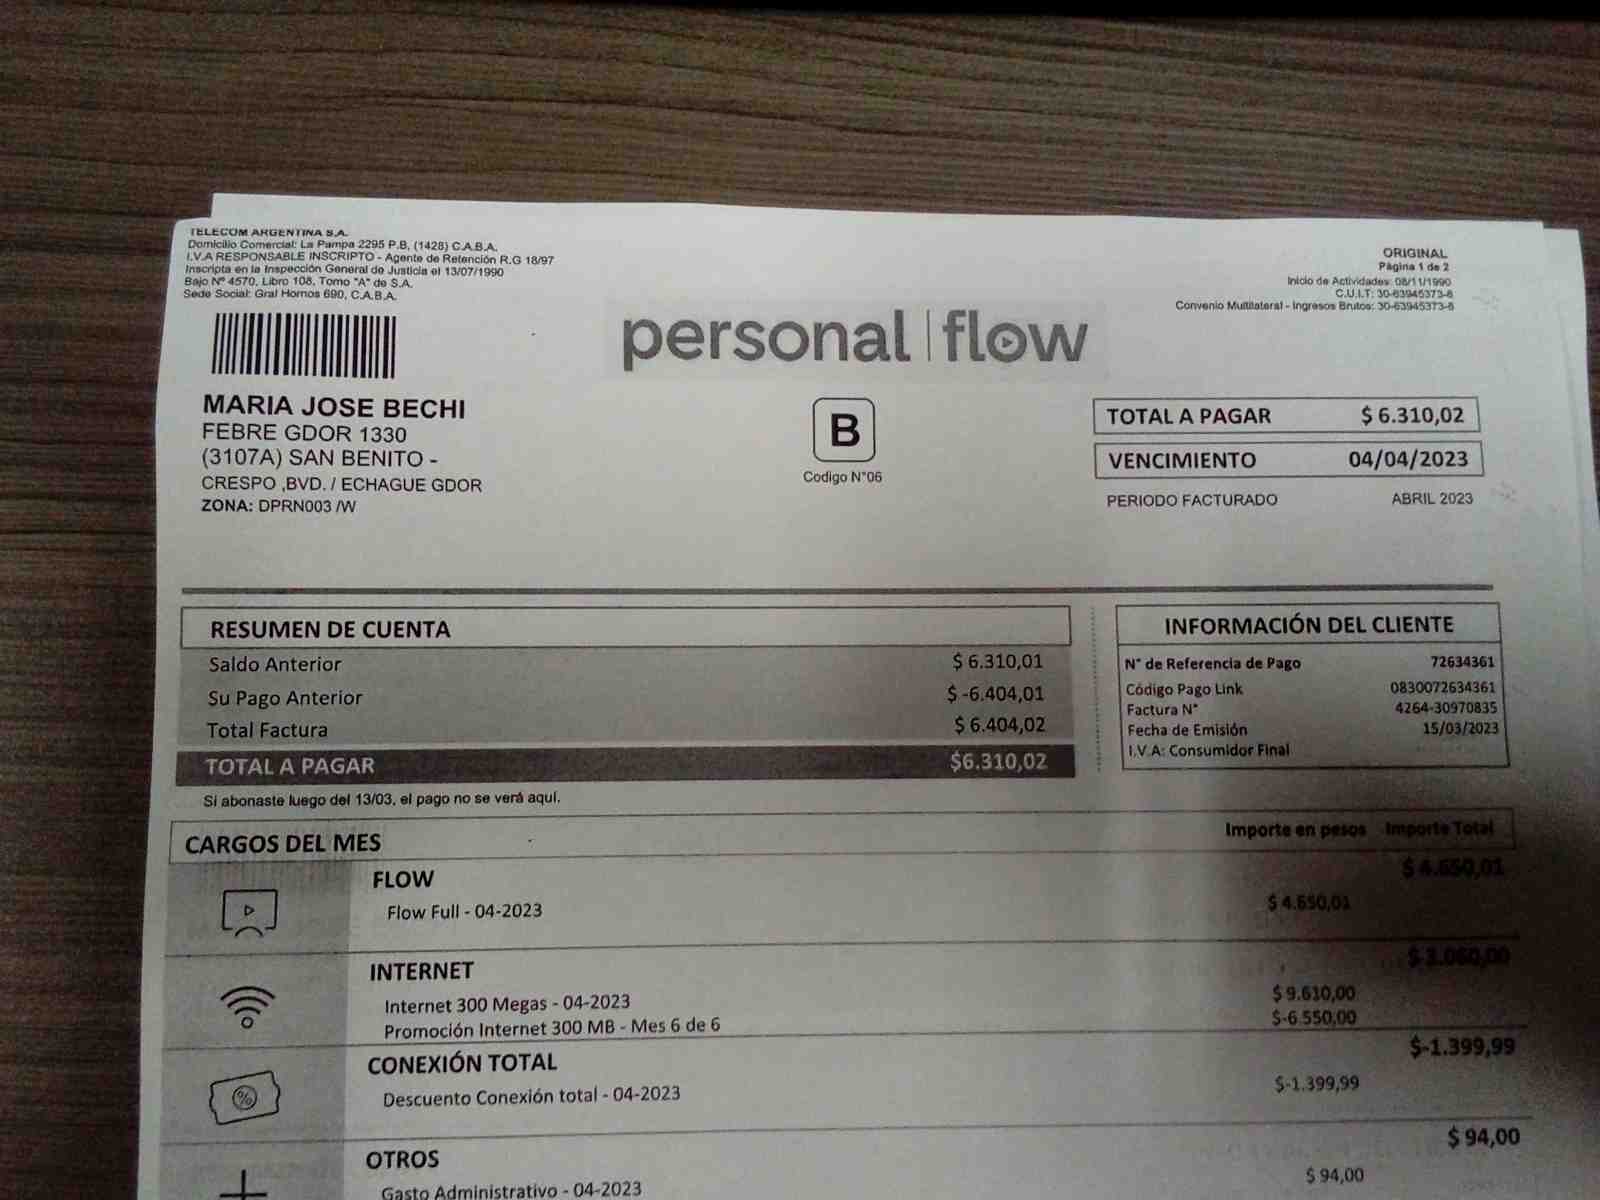 TELECOM ARGENTINA S.A.
Domicilio Comercial: La Pampa 2295 P.B, (1428) C.A.B.A.
I.V.A RESPONSABLE INSCRIPTO - Agente de Retención R.G 18/97
Inscripta en la Inspección General de Justicia el 13/07/1990
Bajo Nº 4570, Libro 108, Tomo "A" de S.A.
Sede Social: Gral Hornos 690, C.A.B.A.
ORIGINAL
Página 1 de 2
Inicio de Actividades: 08/11/1990
C.U.I.T: 30-63945373-8
Convenio Multilateral - Ingresos Brutos: 30-63945373-8
personal | flow
MARIA JOSE BECHI
FEBRE GDOR 1330
(3107A) SAN BENITO -
CRESPO ,BVD. / ECHAGUE GDOR
ZONA: DPRN003 /W
B
Codigo N°06
TOTAL A PAGAR $ 6.310,02
VENCIMIENTO 04/04/2023
PERIODO FACTURADO ABRIL 2023
RESUMEN DE CUENTA
Saldo Anterior $ 6.310,01
Su Pago Anterior $ -6.404,01
Total Factura $ 6.404,02
TOTAL A PAGAR $6.310,02
Si abonaste luego del 13/03, el pago no se verá aquí.
INFORMACIÓN DEL CLIENTE
N° de Referencia de Pago 72634361
Código Pago Link 0830072634361
Factura N° 4264-30970835
Fecha de Emisión 15/03/2023
I.V.A: Consumidor Final
CARGOS DEL MES Importe en pesos Importe Total
FLOW $ 4.650,01
Flow Full - 04-2023 $ 4.650,01
INTERNET $ 3.060,00
Internet 300 Megas - 04-2023 $ 9.610,00
Promoción Internet 300 MB - Mes 6 de 6 $-6.550,00
CONEXIÓN TOTAL $-1.399,99
Descuento Conexión total - 04-2023 $-1.399,99
OTROS $ 94,00
Gasto Administrativo - 04-2023 $ 94,00